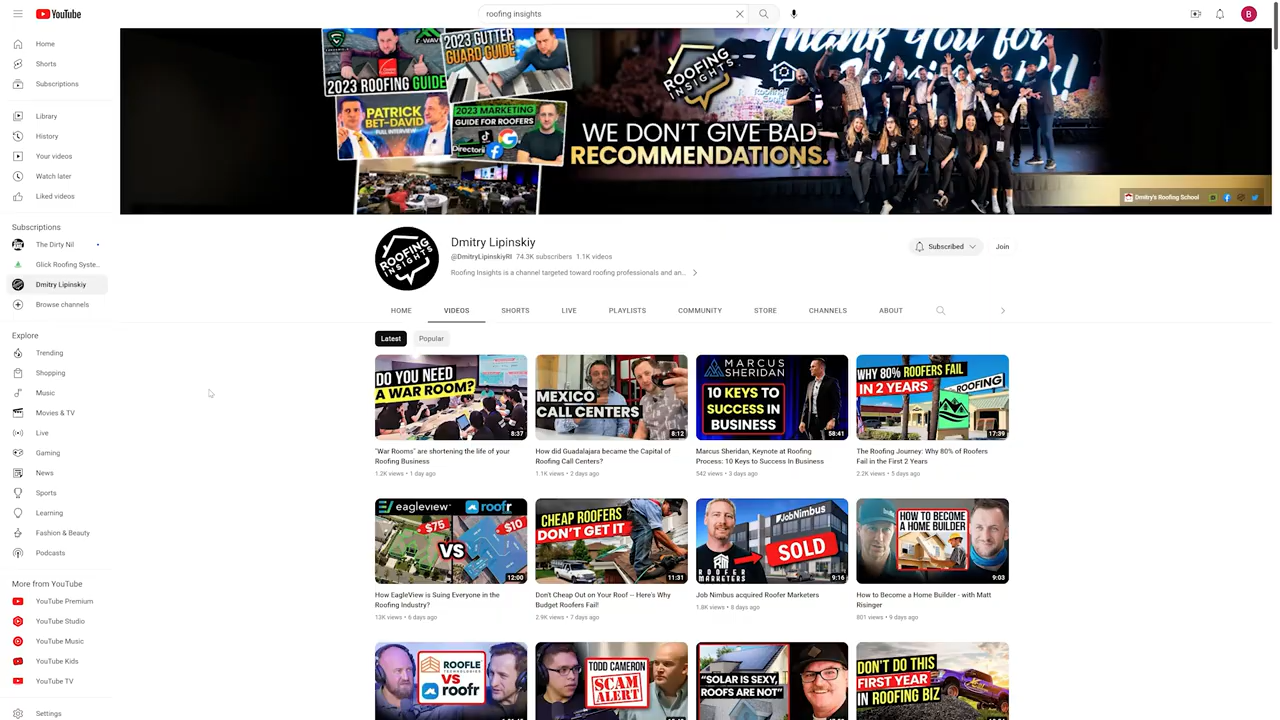 YouTube
roofing insights
B
Home
Shorts
Subscriptions
Library
History
Your videos
Watch later
Liked videos
Subscriptions
The Dirty Nil
Glick Roofing Syste...
Dmitry Lipinskiy
Browse channels
Explore
Trending
Shopping
Music
Movies & TV
Live
Gaming
News
Sports
Learning
Fashion & Beauty
Podcasts
More from YouTube
YouTube Premium
YouTube Studio
YouTube Music
YouTube Kids
YouTube TV
Settings
2023 ROOFING GUIDE
2023 GUTTER
GUARD GUIDE
F-WAVE
PATRICK
BET-DAVID
FULL INTERVIEW
2023 MARKETING
GUIDE FOR ROOFERS
Directorii
ROOFING
INSIGHTS
Thank You for
WE DON'T GIVE BAD
RECOMMENDATIONS.
Dmitry's Roofing School
ROOFING
INSIGHTS
Dmitry Lipinskiy
@DmitryLipinskiyRI 74.3K subscribers 1.1K videos
Roofing Insights is a channel targeted toward roofing professionals and an...
Subscribed
Join
HOME
VIDEOS
SHORTS
LIVE
PLAYLISTS
COMMUNITY
STORE
CHANNELS
ABOUT
Latest
Popular
DO YOU NEED
A WAR ROOM?
8:37
"War Rooms" are shortening the life of your
Roofing Business
1.2K views • 1 day ago
MEXICO
CALL CENTERS
8:12
How did Guadalajara became the Capital of
Roofing Call Centers?
1.1K views • 2 days ago
MARCUS
SHERIDAN
10 KEYS TO
SUCCESS IN
BUSINESS
58:41
Marcus Sheridan, Keynote at Roofing
Process: 10 Keys to Success In Business
542 views • 3 days ago
WHY 80% ROOFERS FAIL
IN 2 YEARS
ROOFING
17:39
The Roofing Journey: Why 80% of Roofers
Fail in the First 2 Years
2.2K views • 5 days ago
eagleview
roofr
$75
$10
VS
12:00
How EagleView is Suing Everyone in the
Roofing Industry?
13K views • 6 days ago
CHEAP ROOFERS
DON'T GET IT
11:31
Don't Cheap Out on Your Roof -- Here's Why
Budget Roofers Fail!
2.9K views • 7 days ago
JobNimbus
SOLD
ROOFER
MARKETERS
9:16
Job Nimbus acquired Roofer Marketers
1.8K views • 8 days ago
build
HOW TO BECOME
A HOME BUILDER
9:03
How to Become a Home Builder - with Matt
Risinger
801 views • 9 days ago
ROOFLE
TECHNOLOGIES
VS
roofr
TODD CAMERON
SCAM
ALERT
"SOLAR IS SEXY,
ROOFS ARE NOT"
DON'T DO THIS
FIRST YEAR
IN ROOFING BIZ